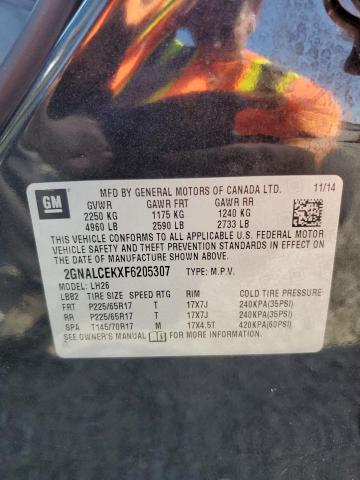 GM
MFD BY GENERAL MOTORS OF CANADA LTD. 11/14
GVWR GAWR FRT GAWR RR
2250 KG 1175 KG 1240 KG
4960 LB 2590 LB 2733 LB
THIS VEHICLE CONFORMS TO ALL APPLICABLE U.S. FEDERAL MOTOR
VEHICLE SAFETY AND THEFT PREVENTION STANDARDS IN EFFECT
ON THE DATE OF MANUFACTURE SHOWN ABOVE.
2GNALCEKXF6205307 TYPE: M.P.V.
MODEL: LH26
LBB2 TIRE SIZE SPEED RTG RIM COLD TIRE PRESSURE
FRT P225/65R17 T 17X7J 240KPA(35PSI)
RR P225/65R17 T 17X7J 240KPA(35PSI)
SPA T145/70R17 M 17X4.5T 420KPA(60PSI)
SEE OWNER'S MANUAL FOR ADDITIONAL INFORMATION.